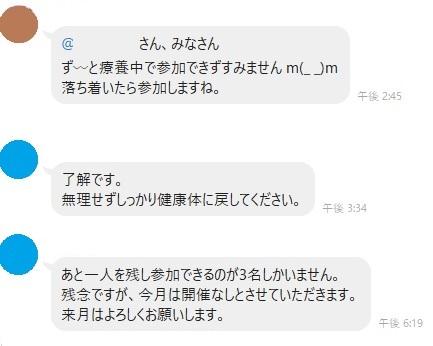 @ さん、みなさん
ず〰と療養中で参加できずすみません m(_ _)m
落ち着いたら参加しますね。
午後 2:45
了解です。
無理せずしっかり健康体に戻してください。
午後 3:34
あと一人を残し参加できるのが3名しかいません。
残念ですが、今月は開催なしとさせていただきます。
来月はよろしくお願いします。
午後 6:19